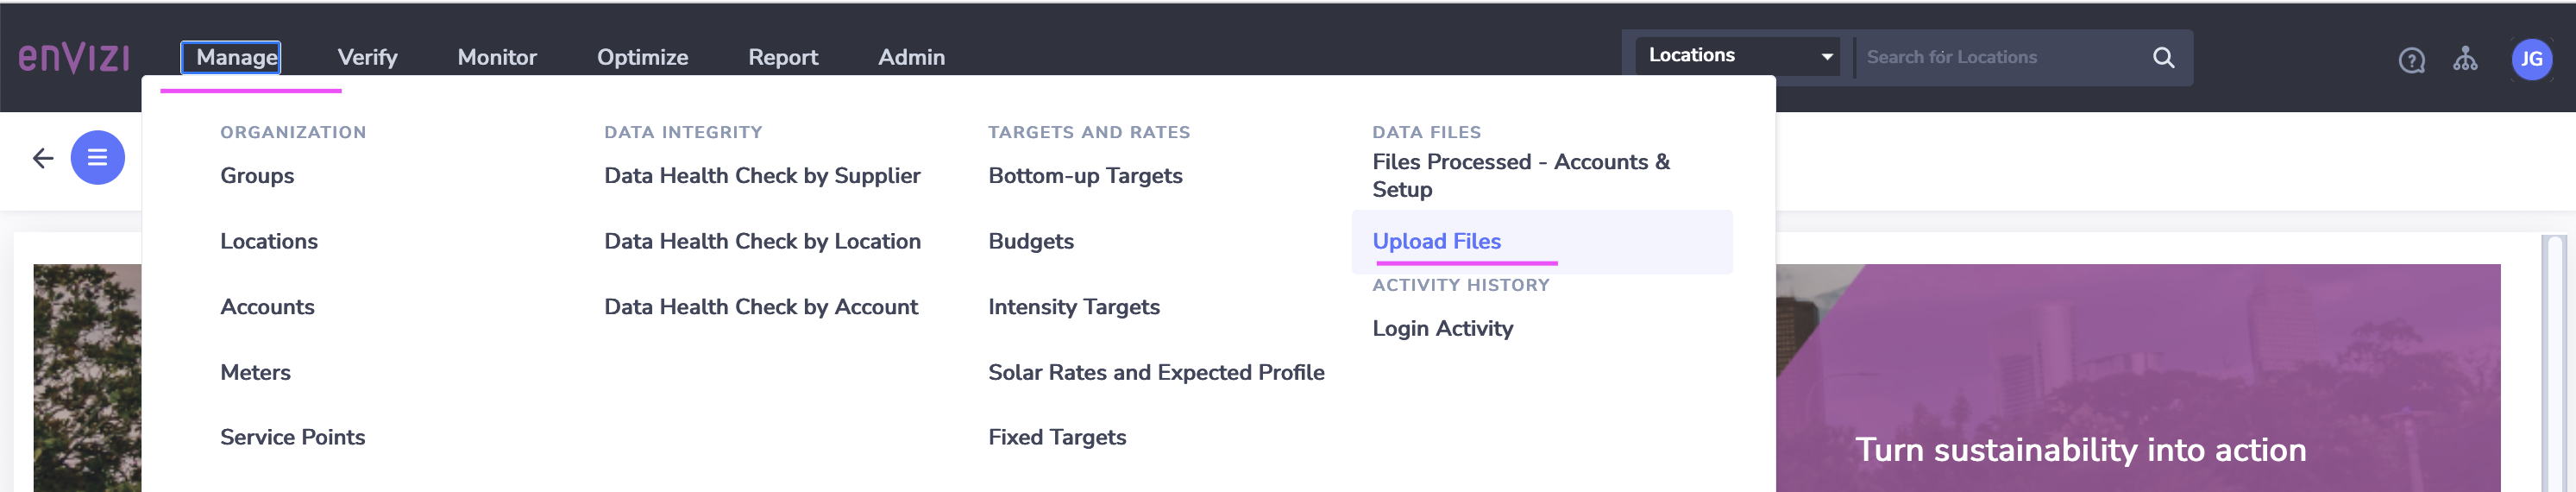 enVizi
Manage Verify Monitor Optimize Report Admin
Locations
Search for Locations
JG
ORGANIZATION
Groups
Locations
Accounts
Meters
Service Points
DATA INTEGRITY
Data Health Check by Supplier
Data Health Check by Location
Data Health Check by Account
TARGETS AND RATES
Bottom-up Targets
Budgets
Intensity Targets
Solar Rates and Expected Profile
Fixed Targets
DATA FILES
Files Processed - Accounts &
Setup
Upload Files
ACTIVITY HISTORY
Login Activity
Turn sustainability into action